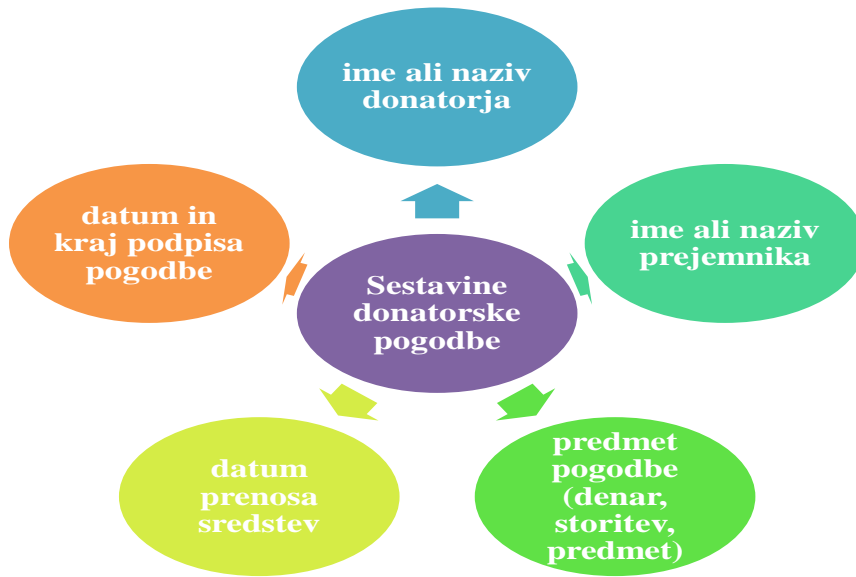 ime ali naziv
donatorja
datum in
kraj podpisa
pogodbe
ime ali naziv
prejemnika
Sestavine
donatorske
pogodbe
datum
prenosa
sredstev
predmet
pogodbe
(denar,
storitev,
predmet)